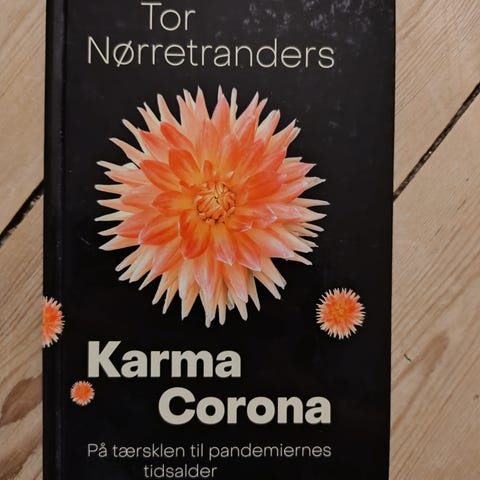 Tor
Nørretranders
Karma
Corona
På tærsklen til pandemiernes
tidsalder